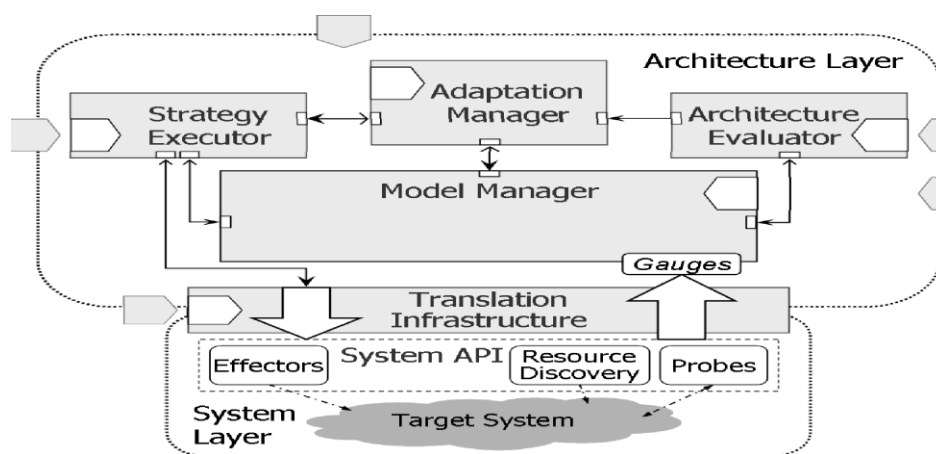 Architecture Layer
Adaptation
Manager
Strategy
Executor
Architecture
Evaluator
Model Manager
Gauges
Translation
Infrastructure
System API
Effectors
Resource
Discovery
Probes
Target System
System
Layer